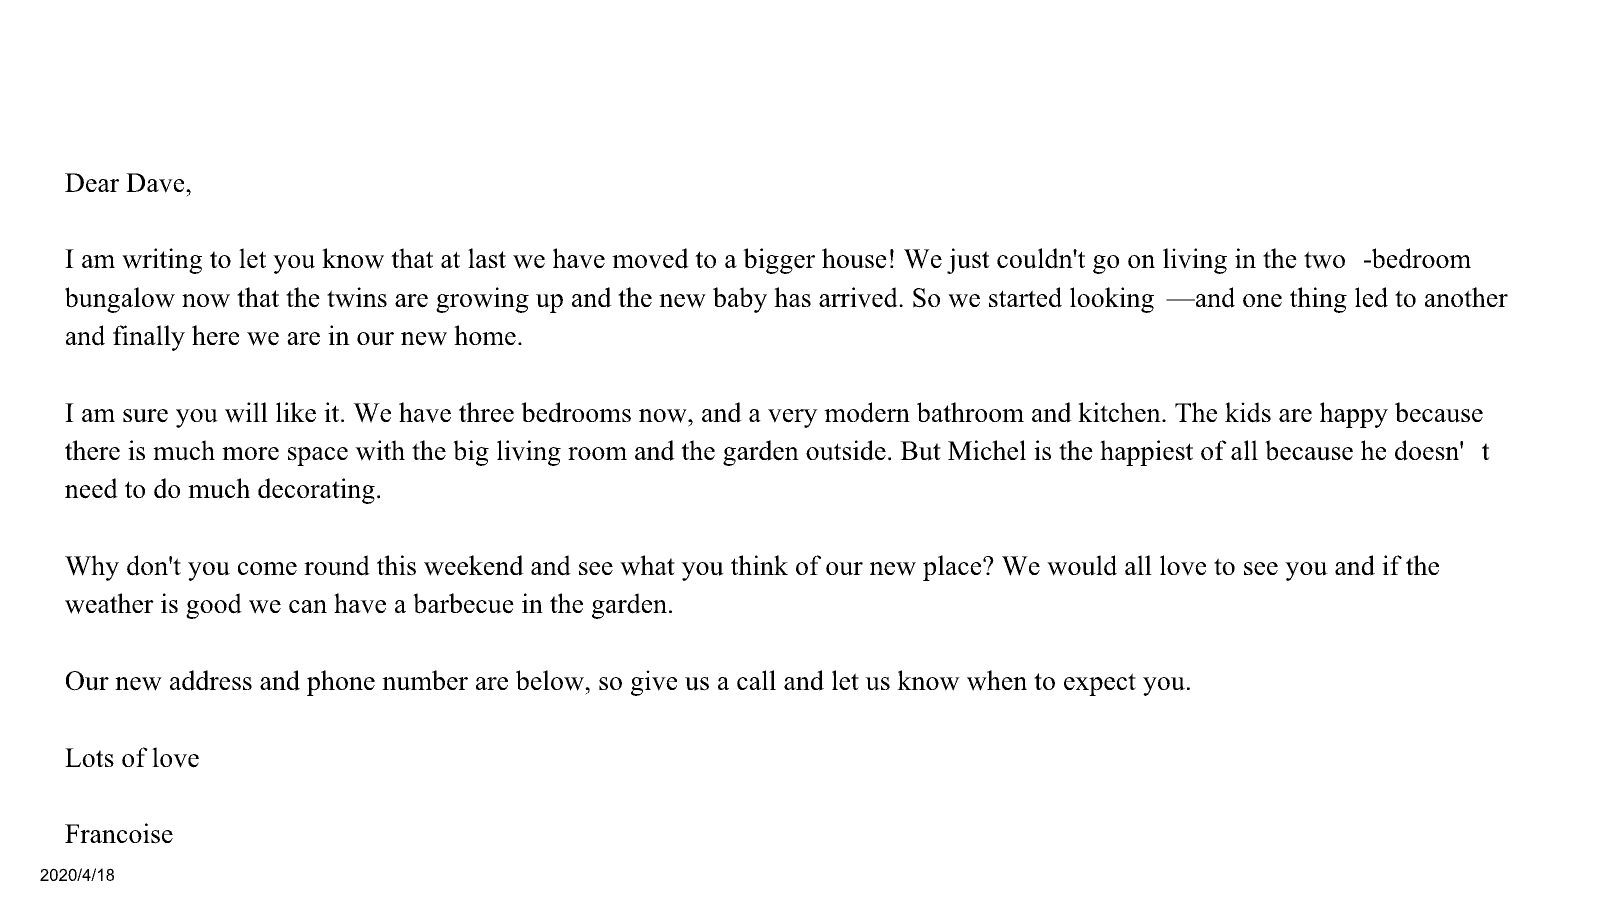 Dear Dave,
I am writing to let you know that at last we have moved to a bigger house! We just couldn't go on living in the two -bedroom
bungalow now that the twins are growing up and the new baby has arrived. So we started looking —and one thing led to another
and finally here we are in our new home.
I am sure you will like it. We have three bedrooms now, and a very modern bathroom and kitchen. The kids are happy because
there is much more space with the big living room and the garden outside. But Michel is the happiest of all because he doesn' t
need to do much decorating.
Why don't you come round this weekend and see what you think of our new place? We would all love to see you and if the
weather is good we can have a barbecue in the garden.
Our new address and phone number are below, so give us a call and let us know when to expect you.
Lots of love
Francoise
2020/4/18